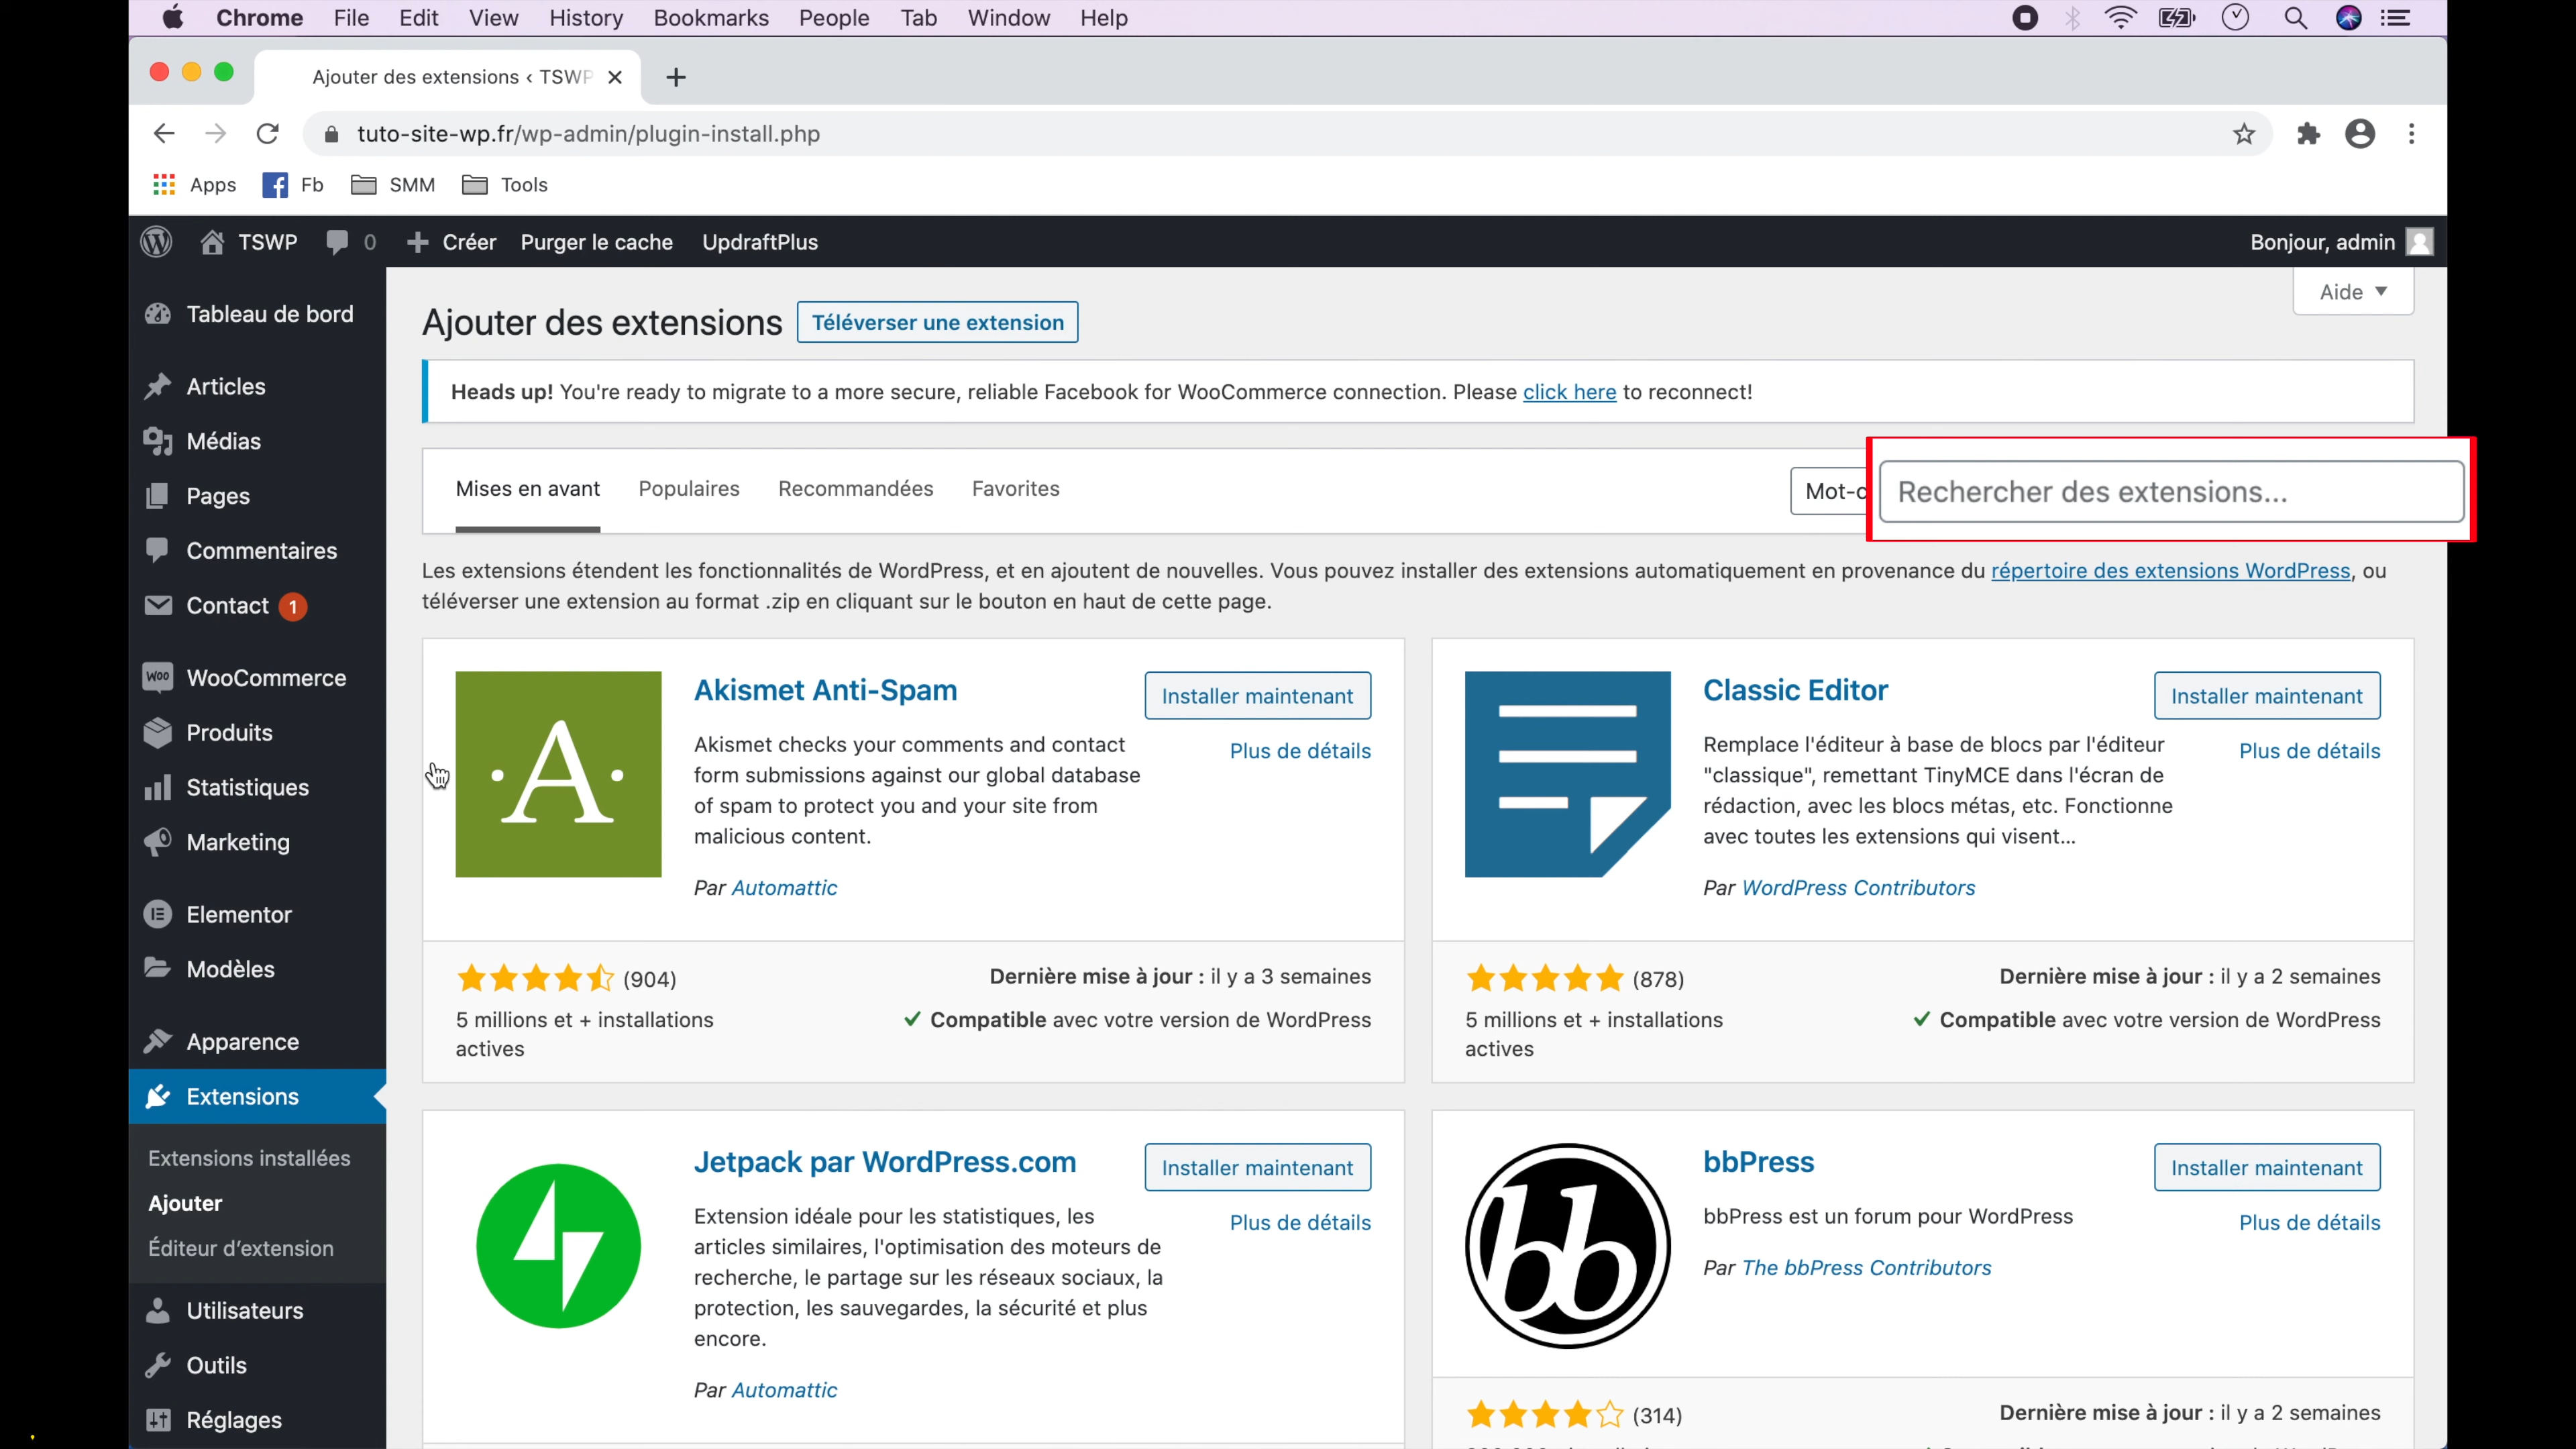 Chrome File Edit View History Bookmarks People Tab Window Help
Ajouter des extensions ‹ TSWP
tuto-site-wp.fr/wp-admin/plugin-install.php
Apps Fb SMM Tools
TSWP 0 Créer Purger le cache UpdraftPlus Bonjour, admin
Aide
Tableau de bord
Articles
Médias
Pages
Commentaires
Contact 1
WooCommerce
Produits
Statistiques
Marketing
Elementor
Modèles
Apparence
Extensions
Extensions installées
Ajouter
Éditeur d’extension
Utilisateurs
Outils
Réglages
Ajouter des extensions Téléverser une extension
Heads up! You're ready to migrate to a more secure, reliable Facebook for WooCommerce connection. Please click here to reconnect!
Mises en avant Populaires Recommandées Favorites Mot-c Rechercher des extensions...
Les extensions étendent les fonctionnalités de WordPress, et en ajoutent de nouvelles. Vous pouvez installer des extensions automatiquement en provenance du répertoire des extensions WordPress, ou
téléverser une extension au format .zip en cliquant sur le bouton en haut de cette page.
Akismet Anti-Spam
Installer maintenant
Plus de détails
Akismet checks your comments and contact
form submissions against our global database
of spam to protect you and your site from
malicious content.
Par Automattic
(904)
Dernière mise à jour : il y a 3 semaines
5 millions et + installations
actives
Compatible avec votre version de WordPress
Classic Editor
Installer maintenant
Plus de détails
Remplace l'éditeur à base de blocs par l'éditeur
"classique", remettant TinyMCE dans l'écran de
rédaction, avec les blocs métas, etc. Fonctionne
avec toutes les extensions qui visent...
Par WordPress Contributors
(878)
Dernière mise à jour : il y a 2 semaines
5 millions et + installations
actives
Compatible avec votre version de WordPress
Jetpack par WordPress.com
Installer maintenant
Plus de détails
Extension idéale pour les statistiques, les
articles similaires, l'optimisation des moteurs de
recherche, le partage sur les réseaux sociaux, la
protection, les sauvegardes, la sécurité et plus
encore.
Par Automattic
bbPress
Installer maintenant
Plus de détails
bbPress est un forum pour WordPress
Par The bbPress Contributors
(314)
Dernière mise à jour : il y a 2 semaines